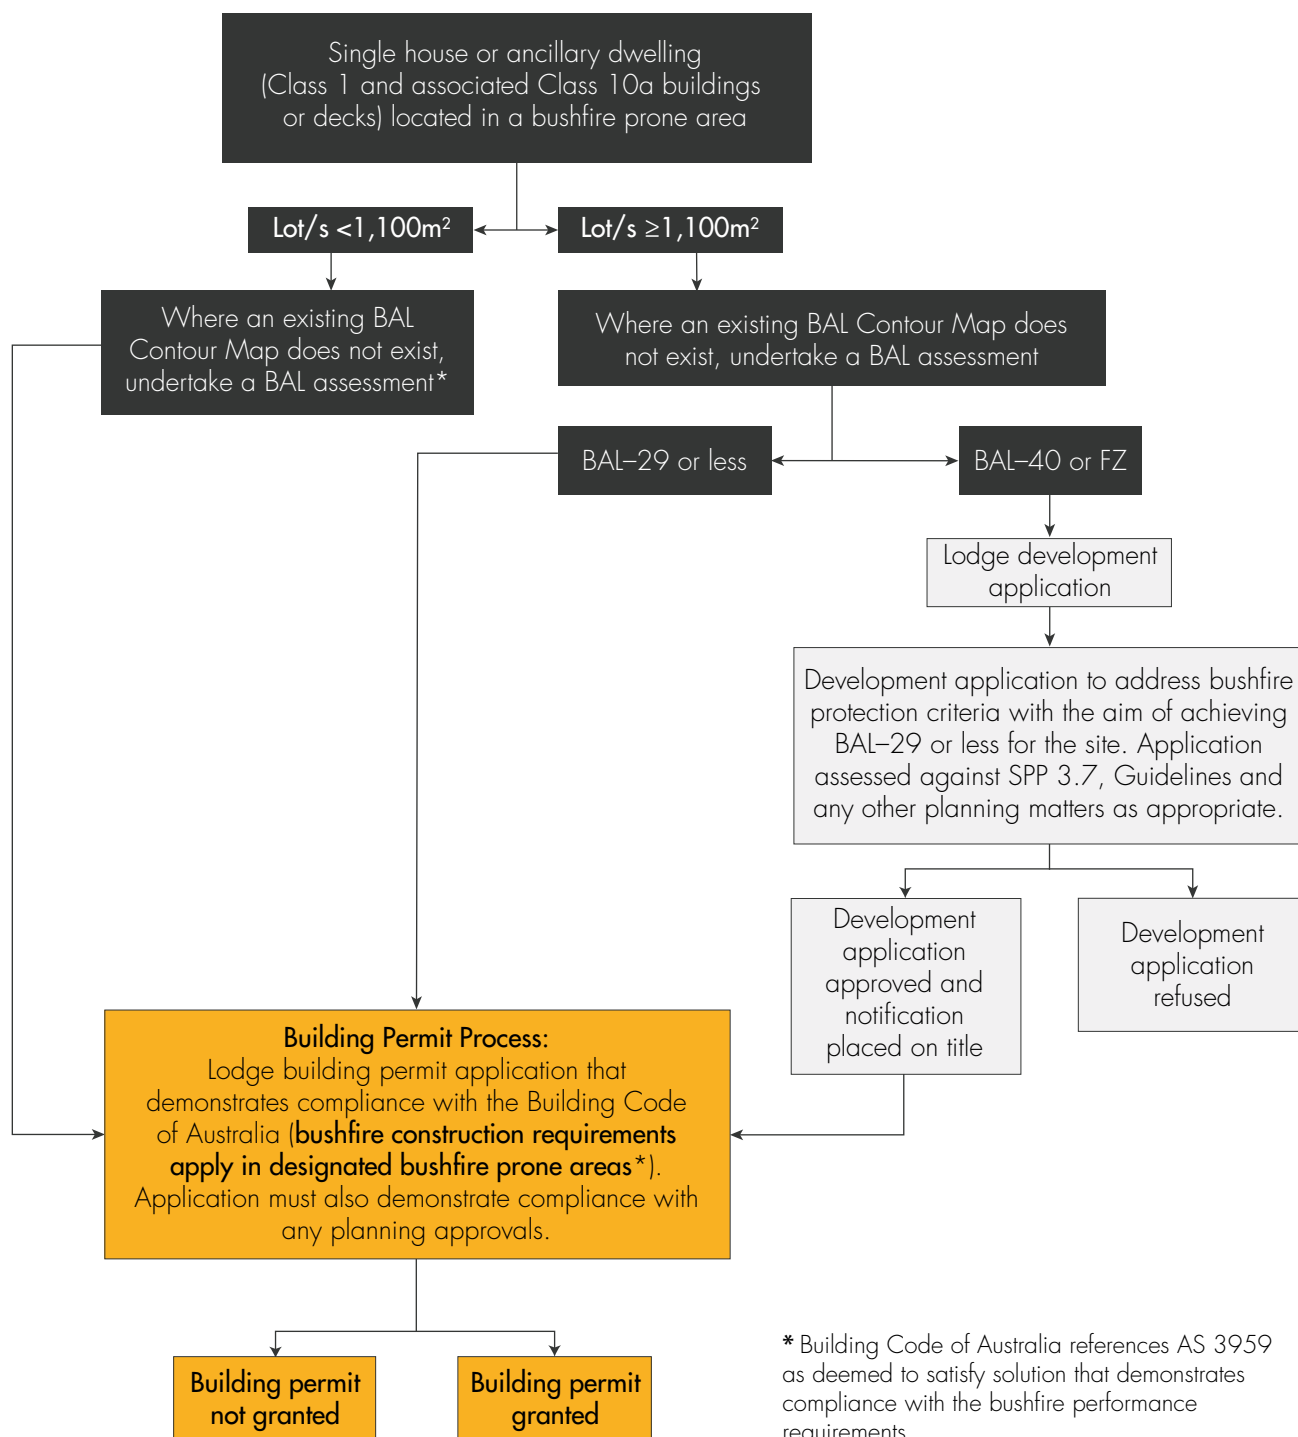 Single house or ancillary dwelling
(Class 1 and associated Class 10a buildings
or decks) located in a bushfire prone area
Lot/s <1,100m²
Lot/s ≥1,100m²
Where an existing BAL
Contour Map does not exist,
undertake a BAL assessment*
Where an existing BAL Contour Map does
not exist, undertake a BAL assessment
BAL–29 or less
BAL–40 or FZ
Lodge development
application
Development application to address bushfire
protection criteria with the aim of achieving
BAL–29 or less for the site. Application
assessed against SPP 3.7, Guidelines and
any other planning matters as appropriate.
Development
application
approved and
notification
placed on title
Development
application
refused
Building Permit Process:
Lodge building permit application that
demonstrates compliance with the Building Code
of Australia (bushfire construction requirements
apply in designated bushfire prone areas*).
Application must also demonstrate compliance with
any planning approvals.
Building permit
not granted
Building permit
granted
* Building Code of Australia references AS 3959
as deemed to satisfy solution that demonstrates
compliance with the bushfire performance
requirements